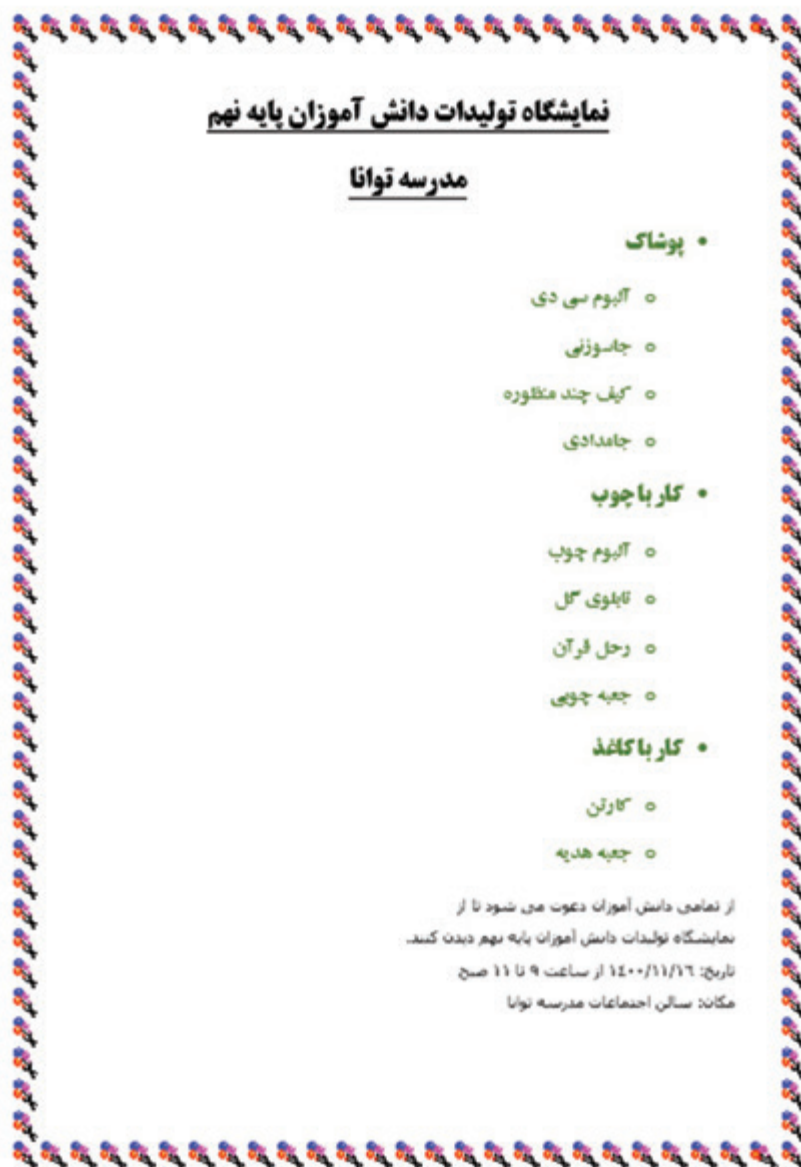 نمایشگاه تولیدات دانش آموزان پایه نهم
مدرسه توانا
• پوشاک
o آلبوم سی دی
o جاسوزنی
o کیف چند منظوره
o جامدادی
• کار با چوب
o آلبوم چوب
o تابلوی گل
o رحل قرآن
o جعبه چوبی
• کار با کاغذ
o کارتن
o جعبه هدیه
از تمامی دانش آموزان دعوت می شود تا از
نمایشگاه تولیدات دانش آموزان پایه نهم دیدن کنند.
تاریخ: ۱٤۰۰/۱۱/۱٦ از ساعت ۹ تا ۱۱ صبح
مکان: سالن اجتماعات مدرسه توانا